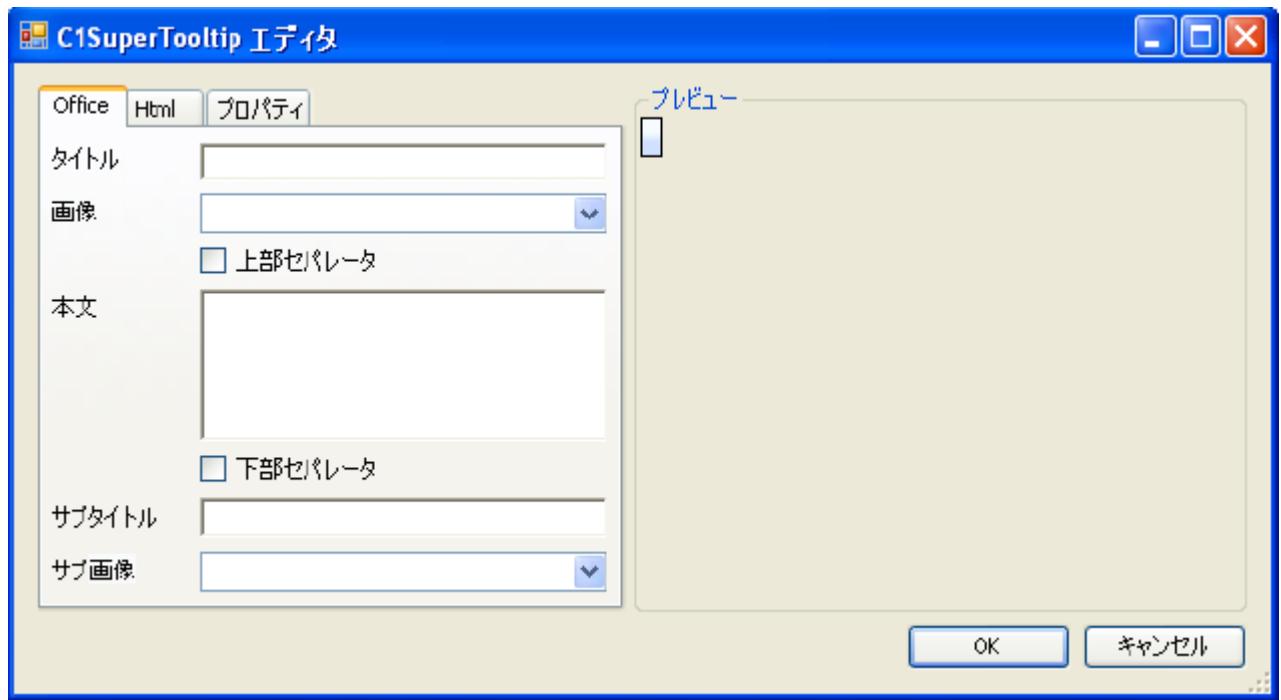 C1SuperTooltip エディタ
Office Html プロパティ
プレビュー
タイトル
画像
上部セパレータ
本文
下部セパレータ
サブタイトル
サブ画像
OK キャンセル